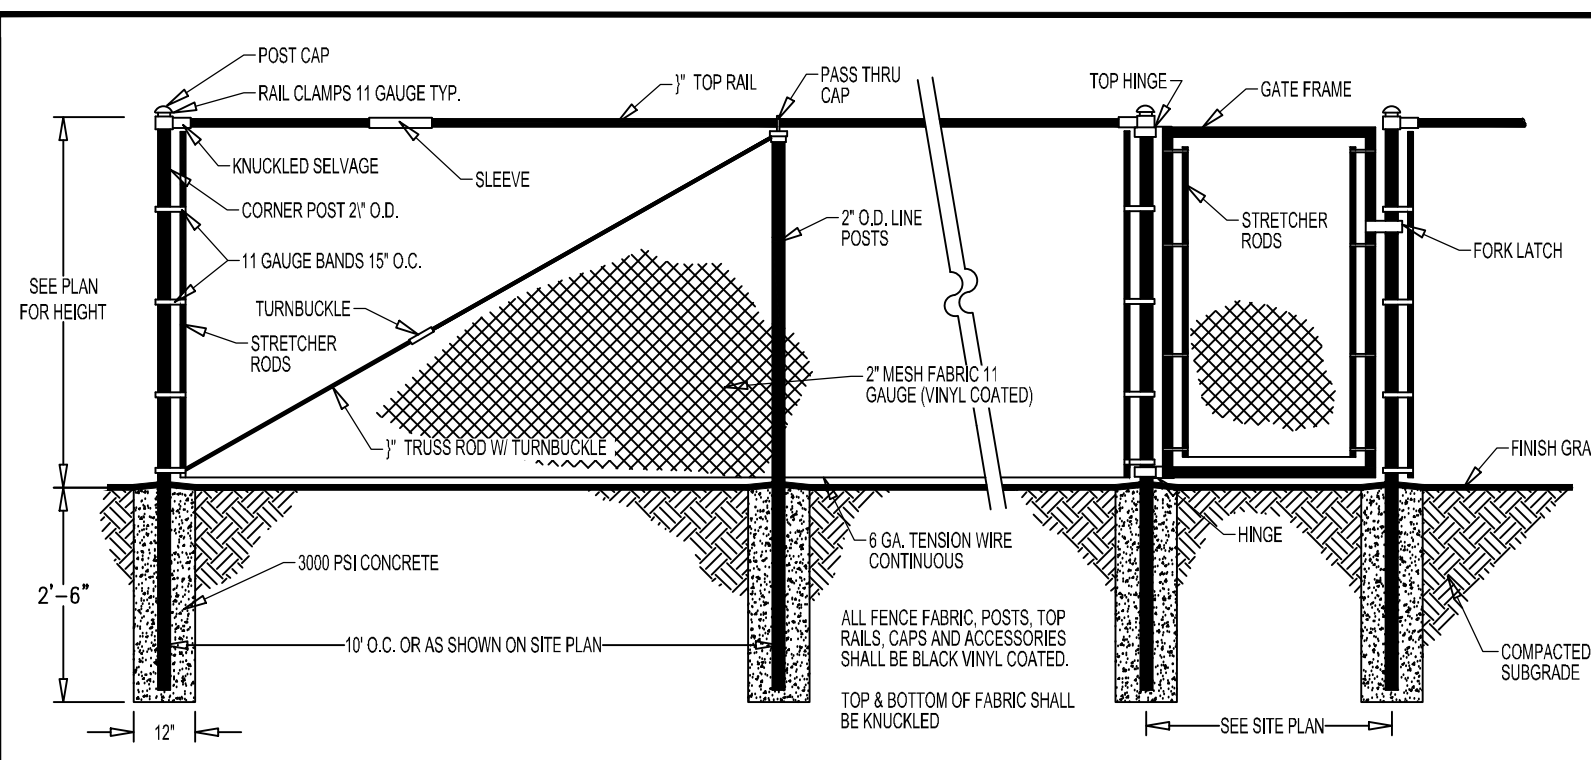 POST CAP
RAIL CLAMPS 11 GAUGE TYP.
}" TOP RAIL
PASS THRU
CAP
TOP HINGE
GATE FRAME
KNUCKLED SELVAGE
SLEEVE
CORNER POST 2\" O.D.
2" O.D. LINE
POSTS
STRETCHER
RODS
FORK LATCH
11 GAUGE BANDS 15" O.C.
SEE PLAN
FOR HEIGHT
TURNBUCKLE
STRETCHER
RODS
2" MESH FABRIC 11
GAUGE (VINYL COATED)
}" TRUSS ROD W/ TURNBUCKLE
FINISH GRA
6 GA. TENSION WIRE
CONTINUOUS
HINGE
3000 PSI CONCRETE
2'-6"
ALL FENCE FABRIC, POSTS, TOP
RAILS, CAPS AND ACCESSORIES
SHALL BE BLACK VINYL COATED.
10' O.C. OR AS SHOWN ON SITE PLAN
COMPACTED
SUBGRADE
TOP & BOTTOM OF FABRIC SHALL
BE KNUCKLED
12"
SEE SITE PLAN